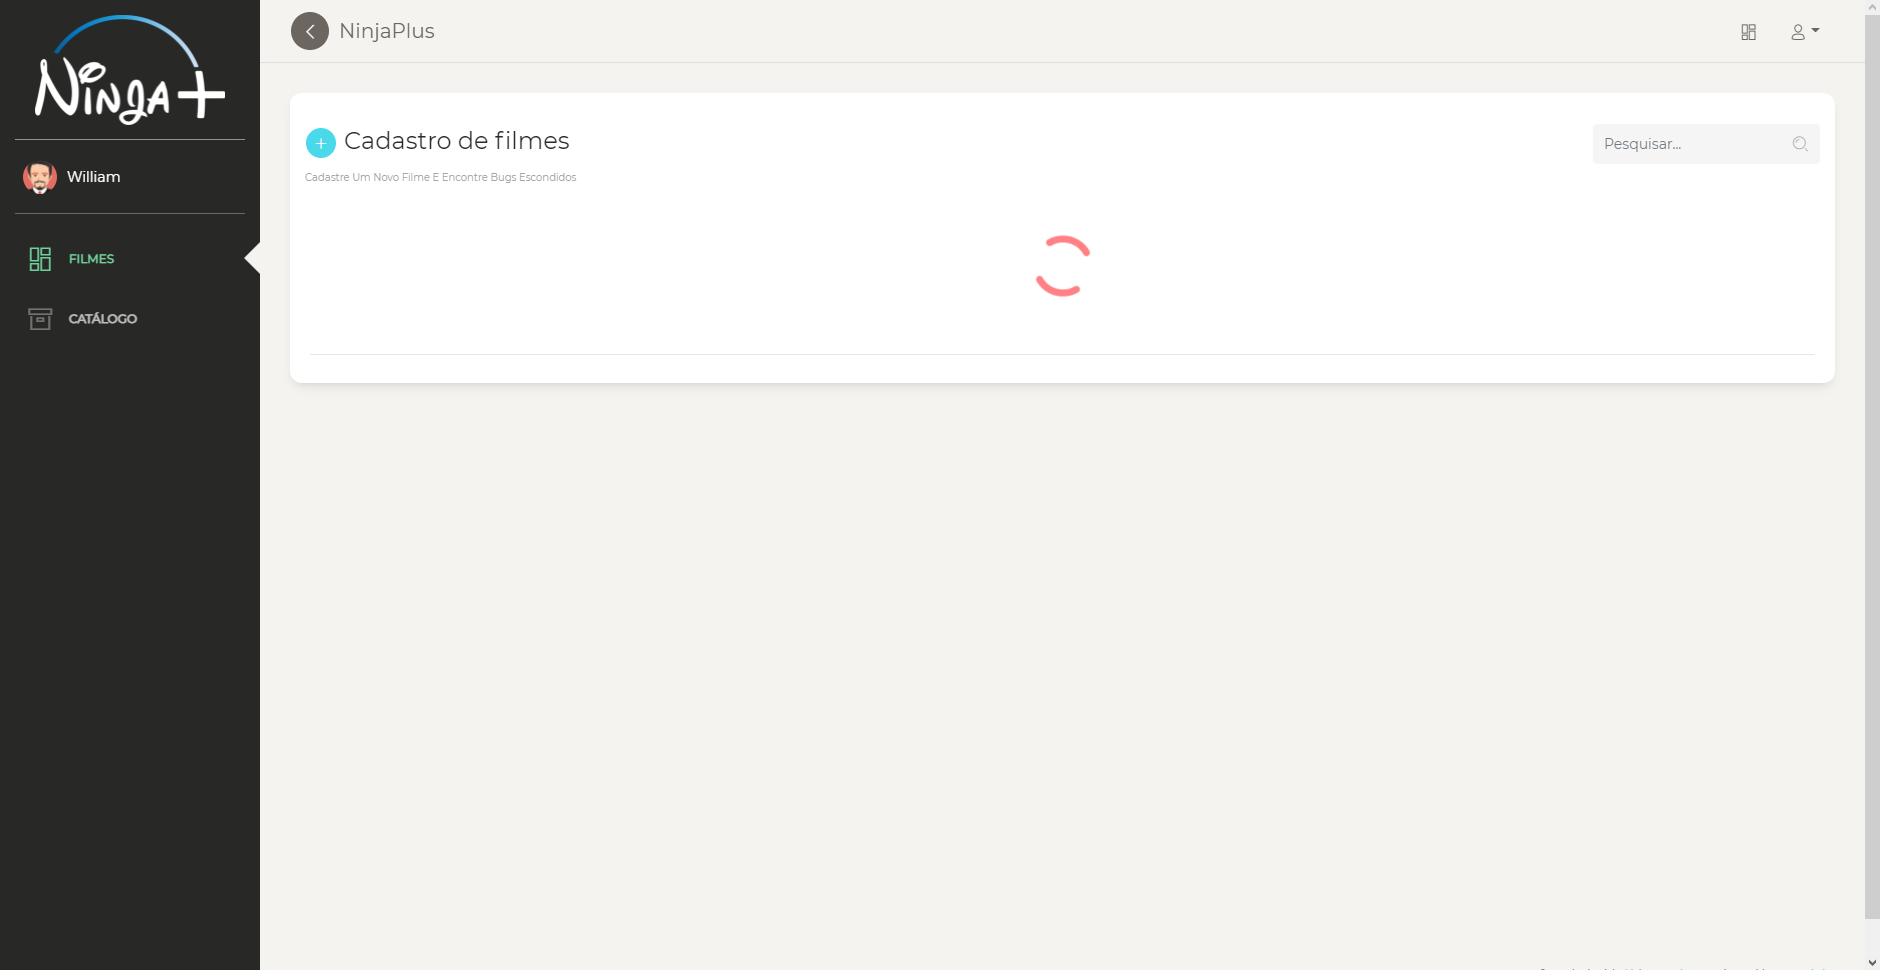 Ninja+
NinjaPlus
William
FILMES
CATÁLOGO
Cadastro de filmes
Pesquisar...
Cadastre Um Novo Filme E Encontre Bugs Escondidos